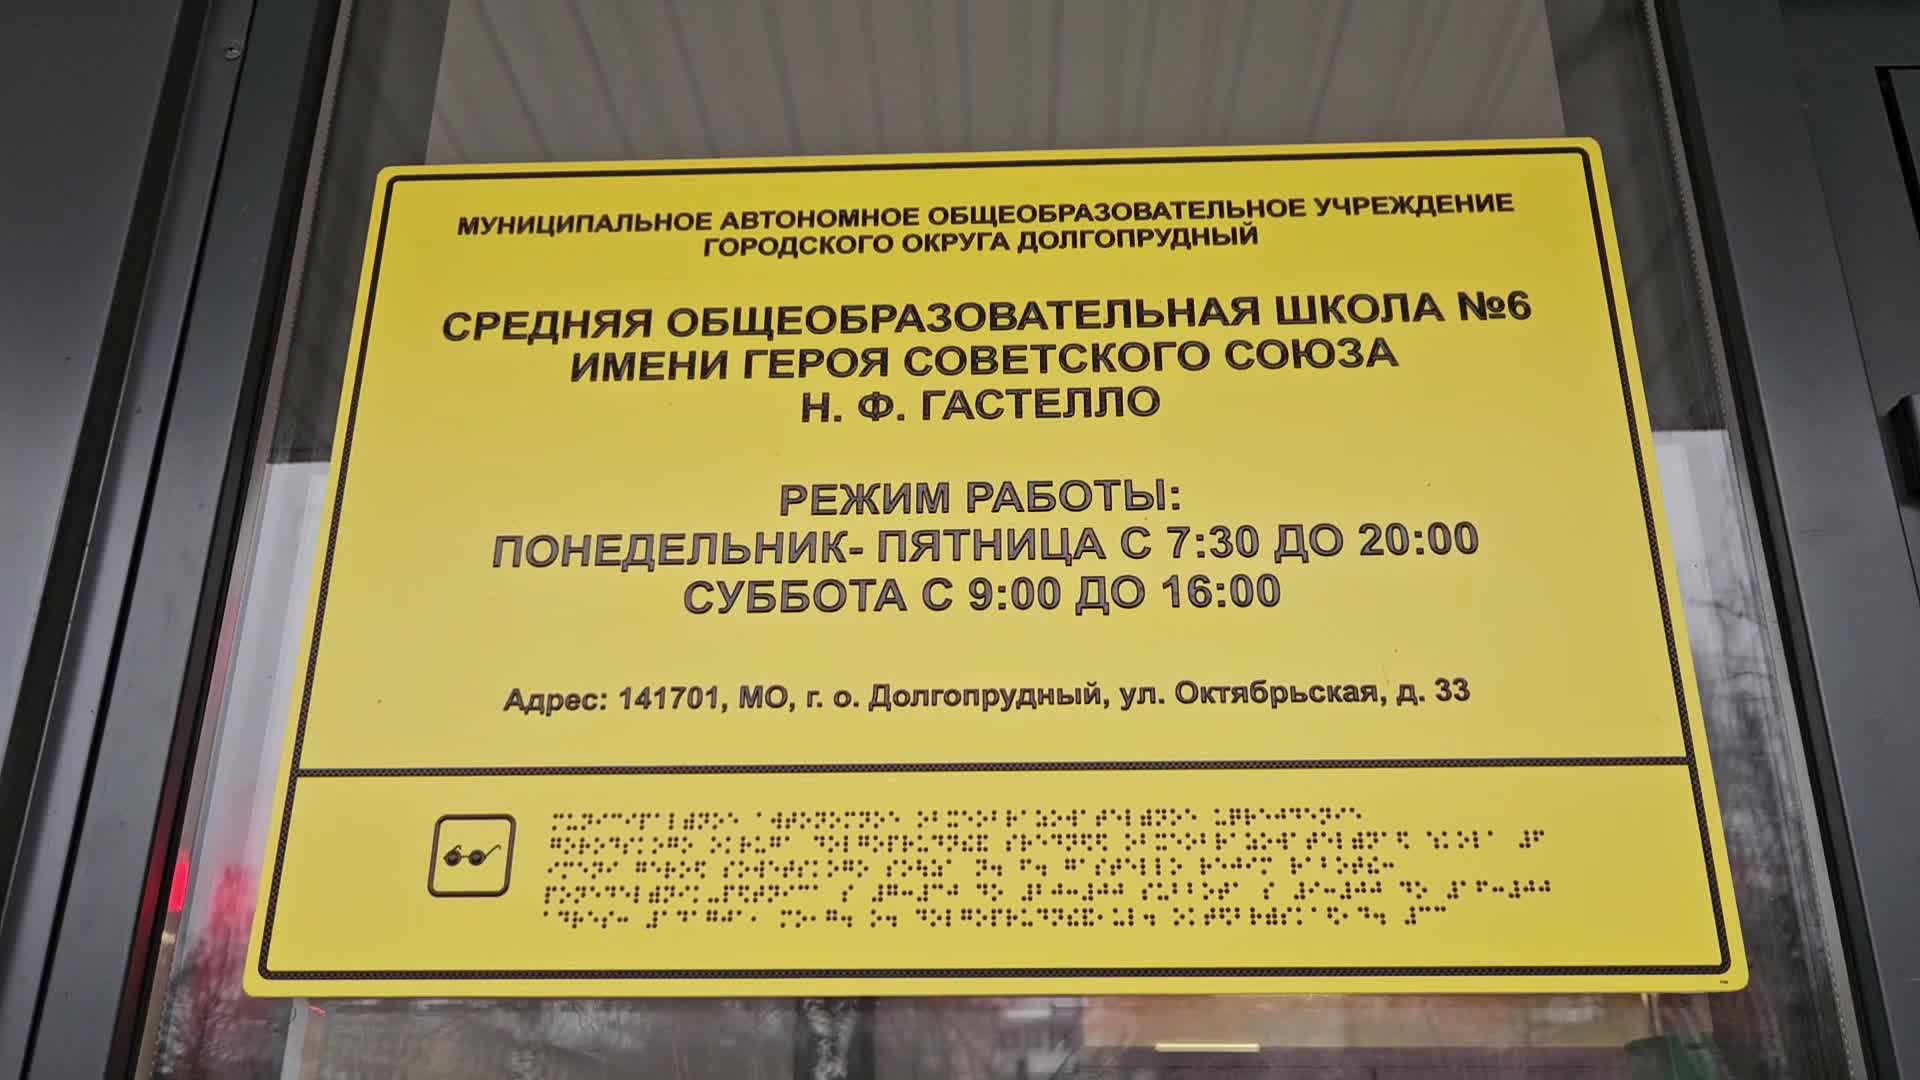 МУНИЦИПАЛЬНОЕ АВТОНОМНОЕ ОБЩЕОБРАЗОВАТЕЛЬНОЕ УЧРЕЖДЕНИЕ
ГОРОДСКОГО ОКРУГА ДОЛГОПРУДНЫЙ
СРЕДНЯЯ ОБЩЕОБРАЗОВАТЕЛЬНАЯ ШКОЛА №6
ИМЕНИ ГЕРОЯ СОВЕТСКОГО СОЮЗА
Н. Ф. ГАСТЕЛЛО
РЕЖИМ РАБОТЫ:
ПОНЕДЕЛЬНИК- ПЯТНИЦА С 7:30 ДО 20:00
СУББОТА С 9:00 ДО 16:00
Адрес: 141701, МО, г. о. Долгопрудный, ул. Октябрьская, д. 33